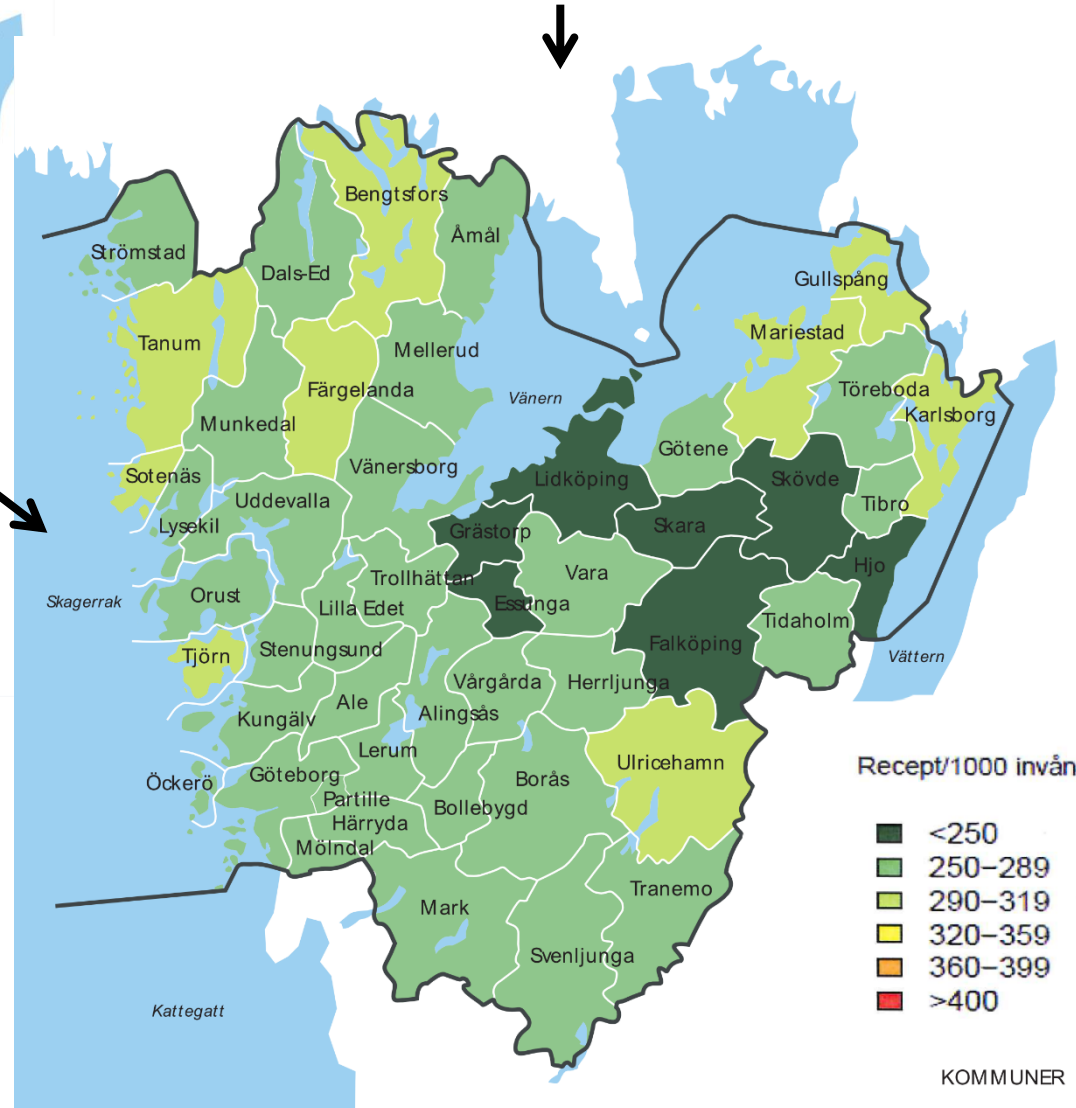 Bengtsfors
Åmål
Strömstad
Dals-Ed
Gullspång
Mariestad
Tanum
Mellerud
Färgelanda
Töreboda
Vänern
Karlsborg
Munkedal
Götene
Vänersborg
Sotenäs
Lidköping
Skövde
Uddevalla
Tibro
Lysekil
Grästorp
Skara
Hjo
Vara
Trollhättan
Orust
Skagerrak
Lilla Edet
Essunga
Tidaholm
Falköping
Stenungsund
Tjörn
Vättern
Vårgårda
Herrljunga
Ale
Alingsås
Kungälv
Lerum
Ulricehamn
Recept/1000 invån
Göteborg
Öckerö
Borås
Partille
Bollebygd
Härryda
Mölndal
<250
250–289
290–319
320–359
360–399
>400
Tranemo
Mark
Svenljunga
Kattegatt
KOMMUNER